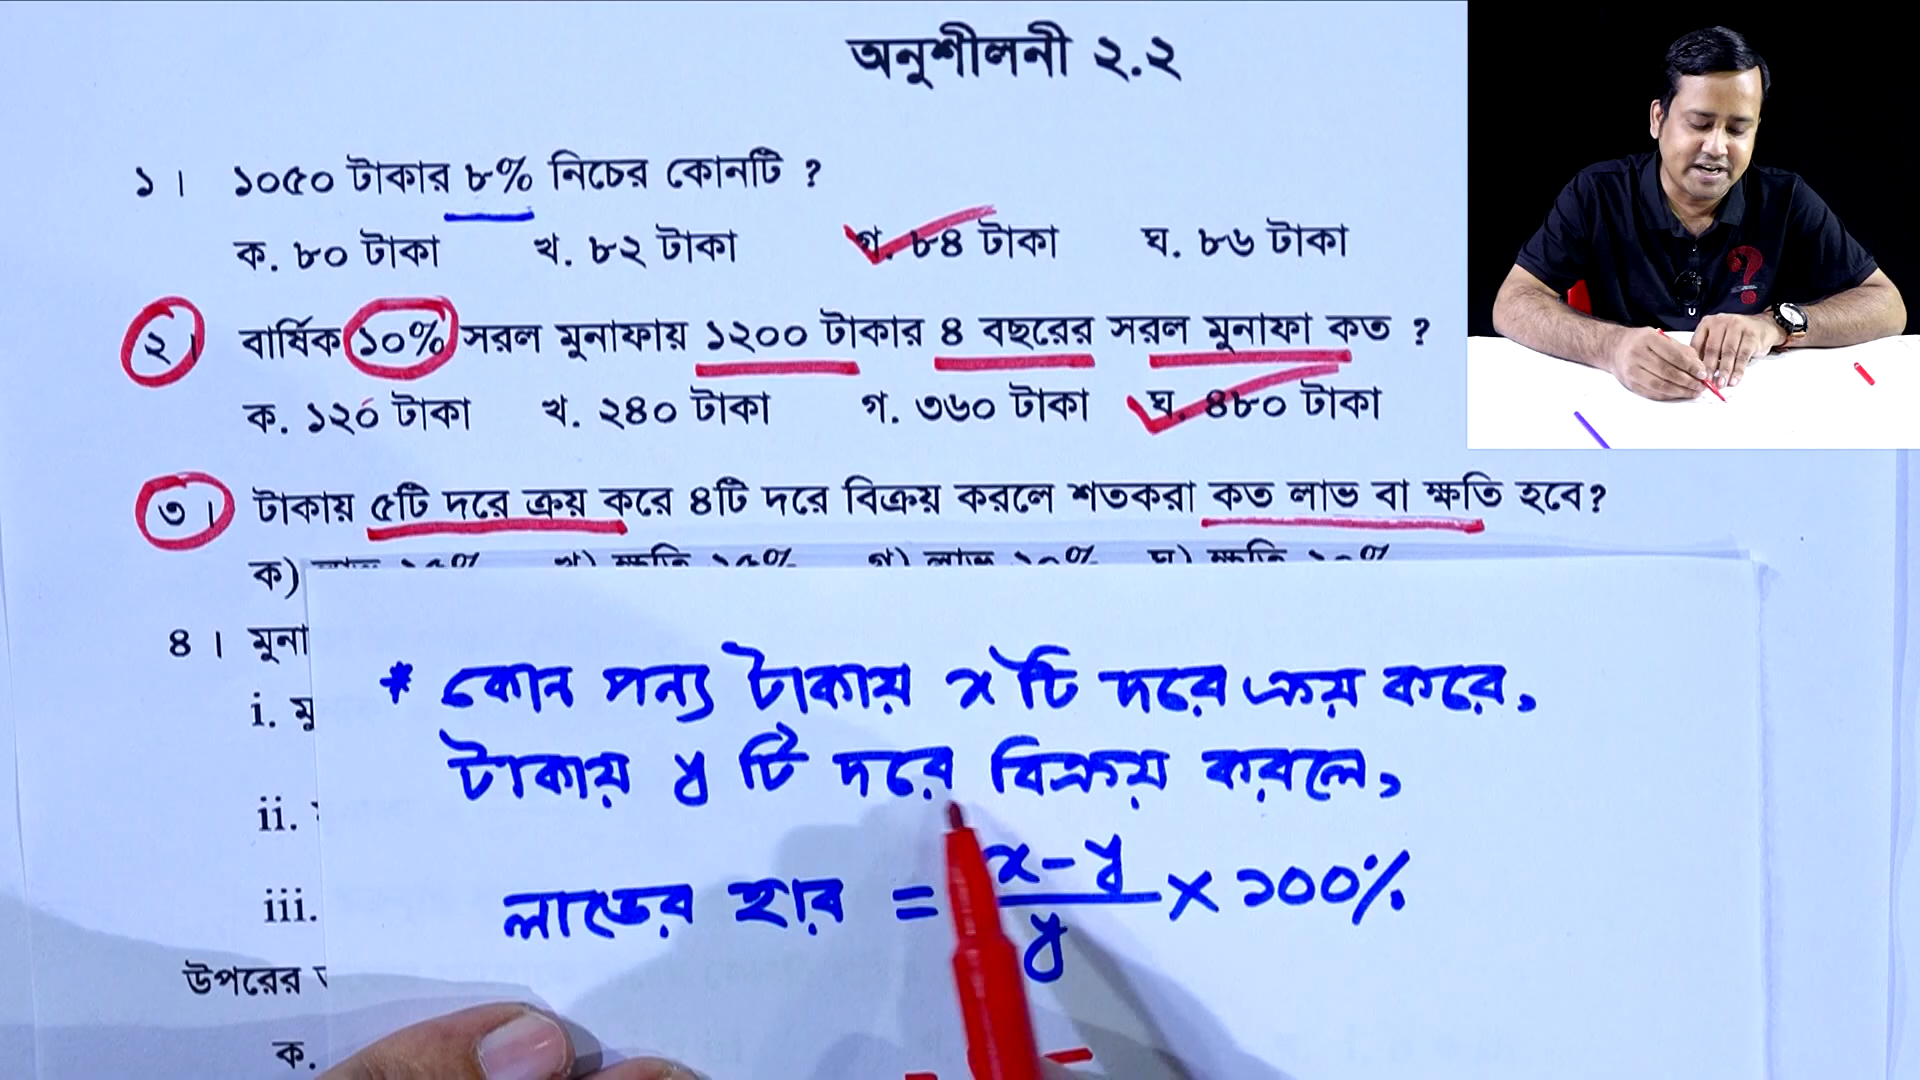 অনুশীলনী ২.২
১। ১০৫০ টাকার ৮% নিচের কোনটি ?
ক. ৮০ টাকা খ. ৮২ টাকা গ. ৮৪ টাকা ঘ. ৮৬ টাকা
২। বার্ষিক ১০% সরল মুনাফায় ১২০০ টাকার ৪ বছরের সরল মুনাফা কত ?
ক. ১২০ টাকা খ. ২৪০ টাকা গ. ৩৬০ টাকা ঘ. ৪৮০ টাকা
৩। টাকায় ৫টি দরে ক্রয় করে ৪টি দরে বিক্রয় করলে শতকরা কত লাভ বা ক্ষতি হবে?
ক)
৪। মুনা
i. মু
ii.
iii.
উপরের
ক.
* কোন পন্য টাকায় x টি দরে ক্রয় করে,
টাকায় y টি দরে বিক্রয় করলে,
লাভের হার = x-y/y × ১০০%